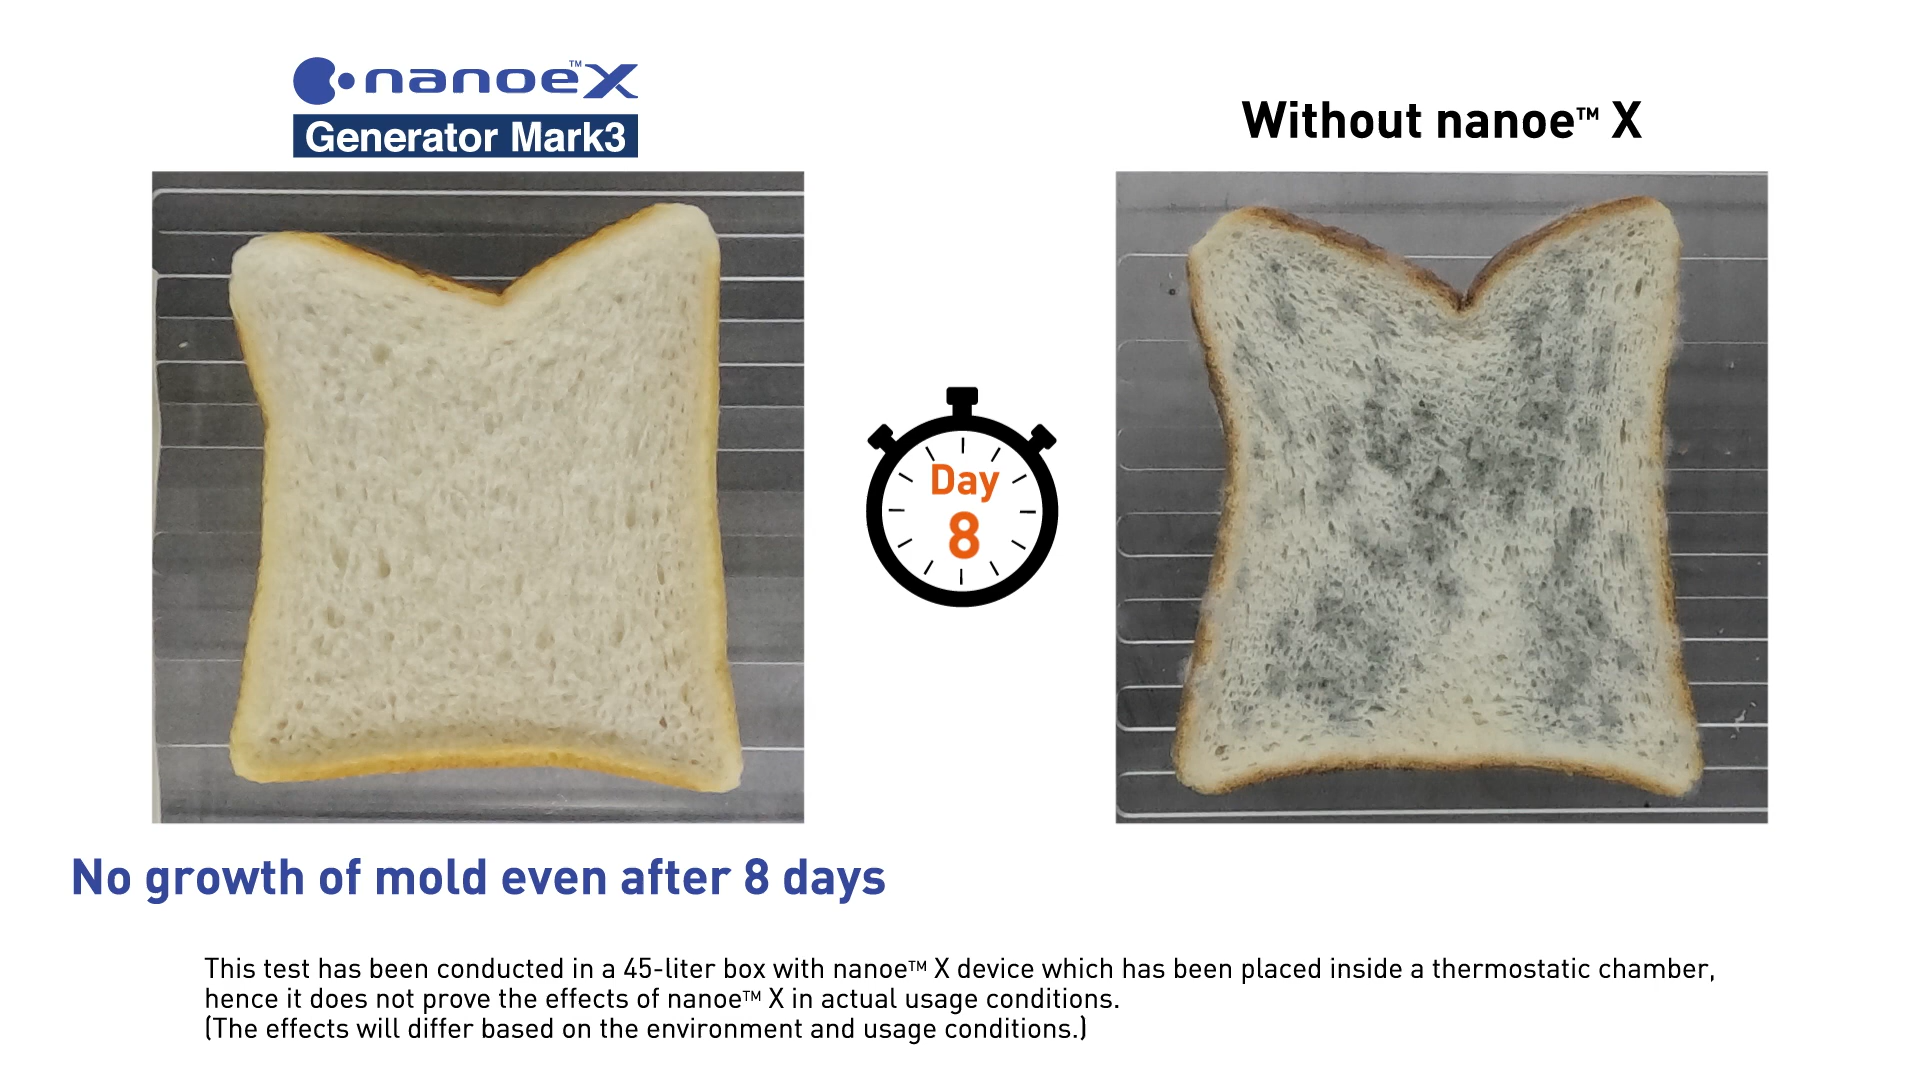 nanoe™X
Generator Mark3
Without nanoe™ X
Day
8
No growth of mold even after 8 days
This test has been conducted in a 45-liter box with nanoe™ X device which has been placed inside a thermostatic chamber,
hence it does not prove the effects of nanoe™ X in actual usage conditions.
(The effects will differ based on the environment and usage conditions.)